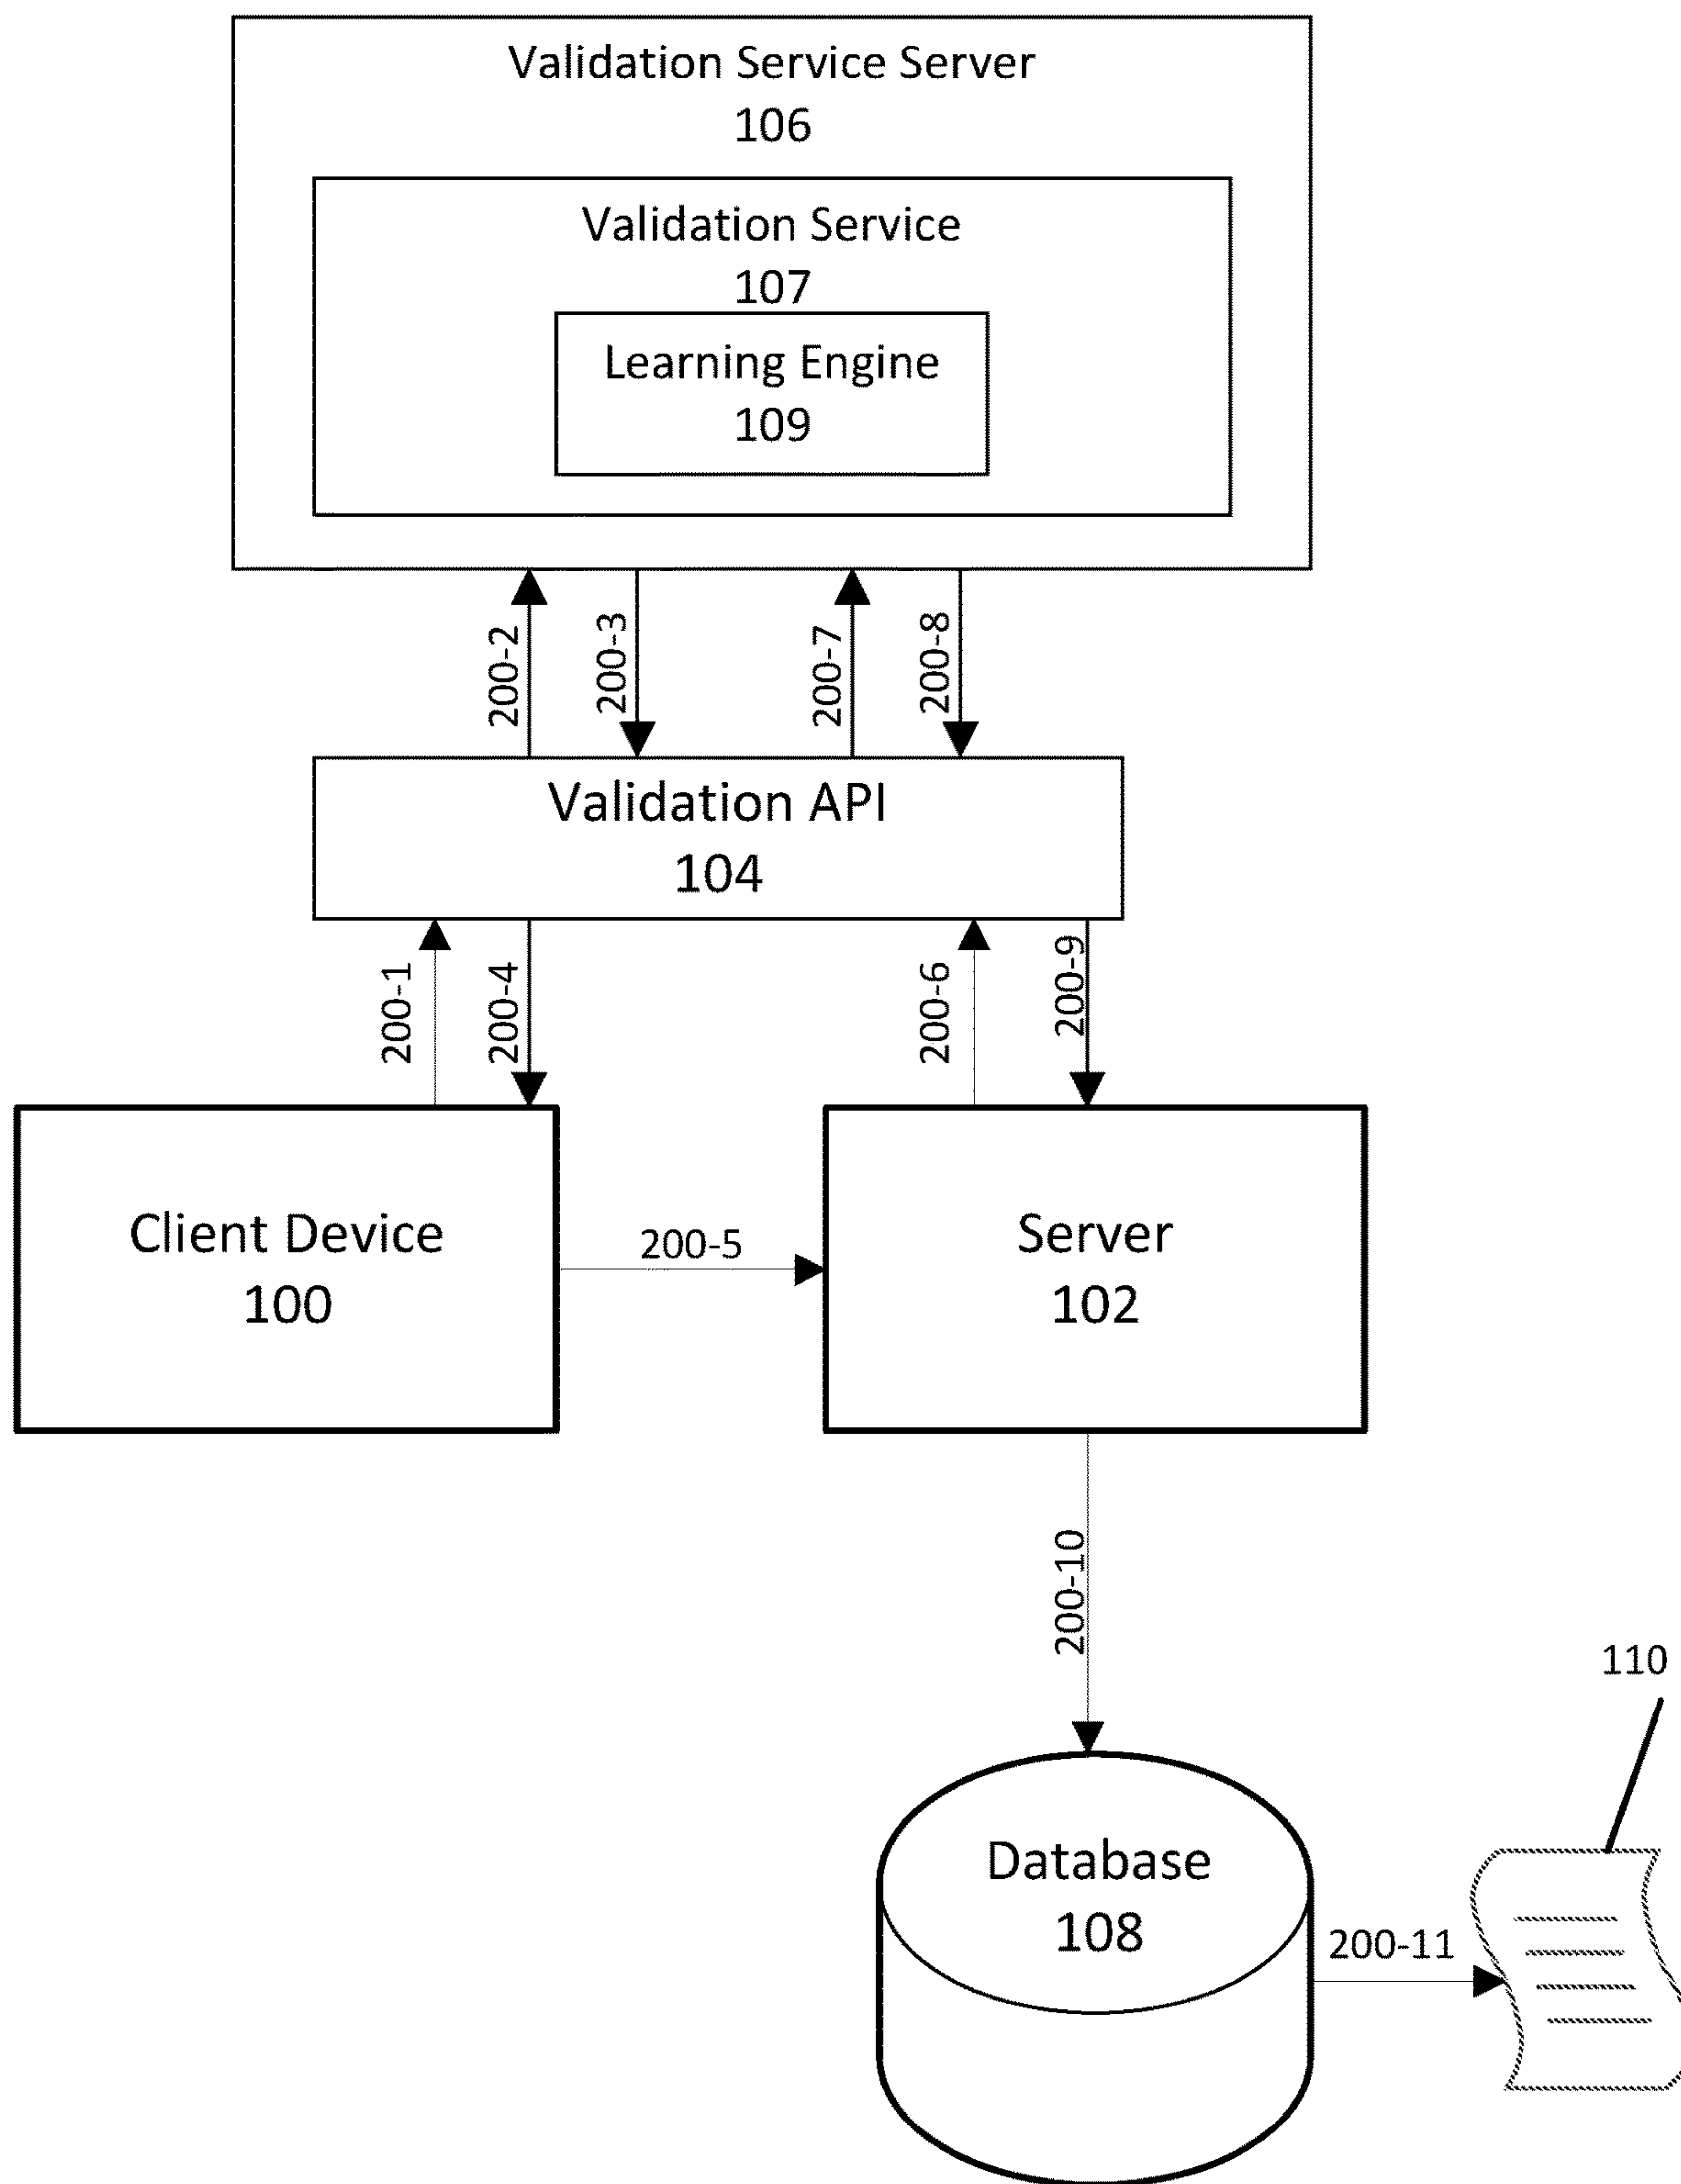 Validation Service Server
106
Validation Service
107
Learning Engine
109
200-2
200-3
200-7
200-8
Validation API
104
200-1
200-4
200-6
200-9
Client Device
100
200-5
Server
102
200-10
110
Database
108
200-11